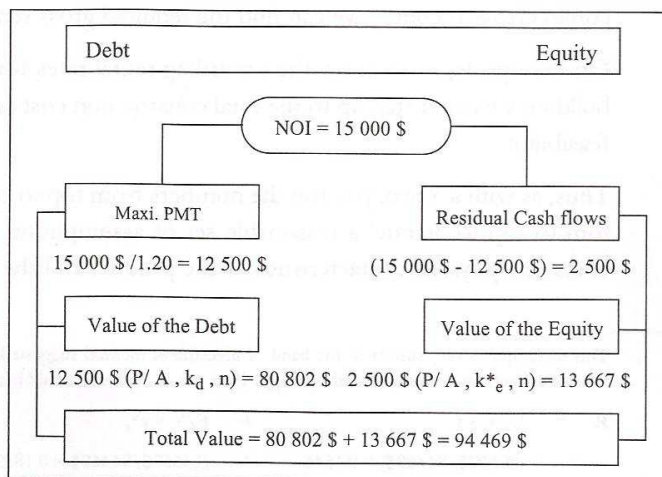 Debt Equity
NOI = 15 000 $
Maxi. PMT
Residual Cash flows
15 000 $ /1.20 = 12 500 $
(15 000 $ - 12 500 $) = 2 500 $
Value of the Debt
Value of the Equity
12 500 $ (P/ A , k_d , n) = 80 802 $ 2 500 $ (P/ A , k*_e , n) = 13 667 $
Total Value = 80 802 $ + 13 667 $ = 94 469 $